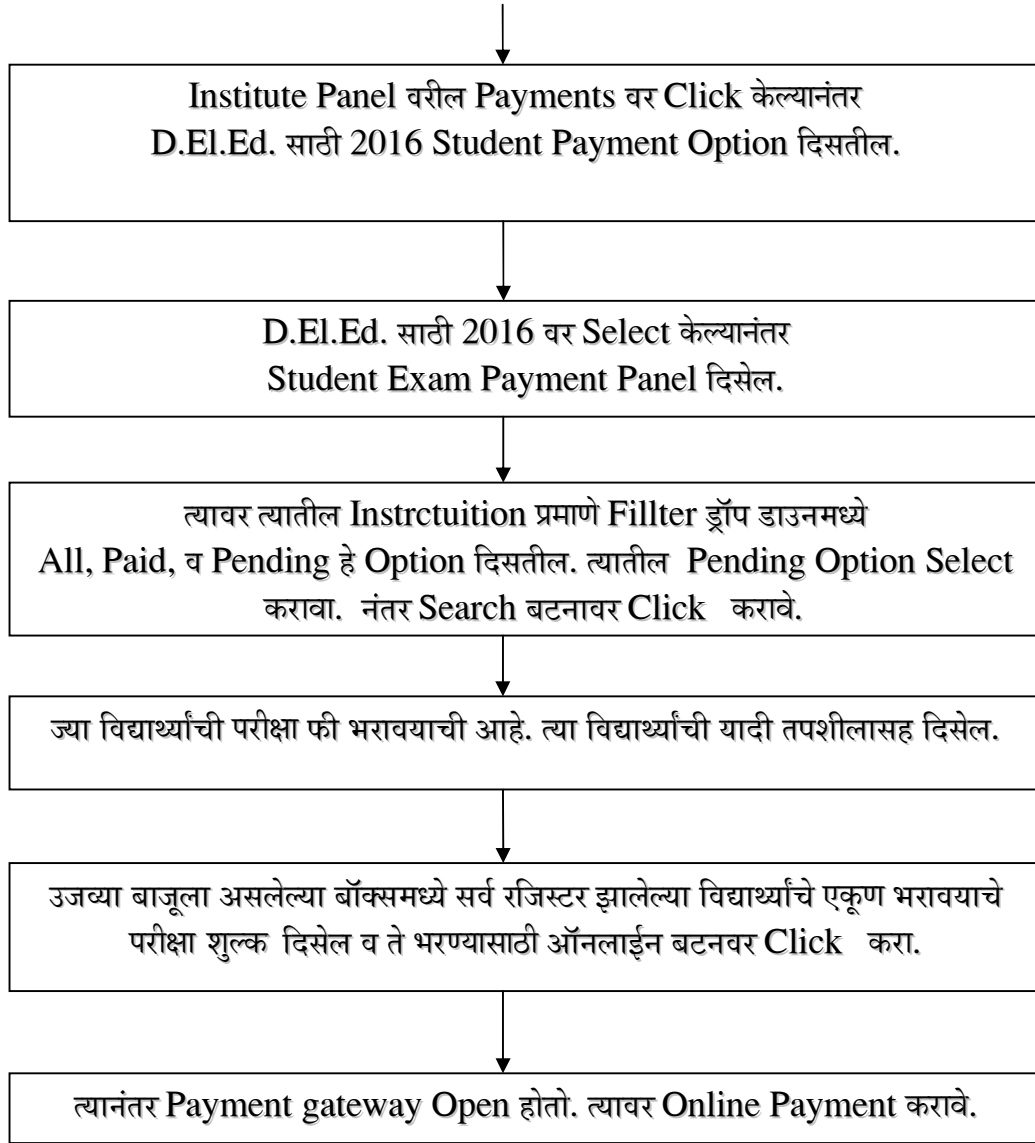 Institute Panel वरील Payments वर Click केल्यानंतर
D.El.Ed. साठी 2016 Student Payment Option दिसतील.
D.El.Ed. साठी 2016 वर Select केल्यानंतर
Student Exam Payment Panel दिसेल.
त्यावर त्यातील Instrctuition प्रमाणे Fillter ड्रॉप डाउनमध्ये
All, Paid, व Pending हे Option दिसतील. त्यातील Pending Option Select
करावा. नंतर Search बटनावर Click करावे.
ज्या विद्यार्थ्यांची परीक्षा फी भरावयाची आहे. त्या विद्यार्थ्यांची यादी तपशीलासह दिसेल.
उजव्या बाजूला असलेल्या बॉक्समध्ये सर्व रजिस्टर झालेल्या विद्यार्थ्यांचे एकूण भरावयाचे
परीक्षा शुल्क दिसेल व ते भरण्यासाठी ऑनलाईन बटनवर Click करा.
त्यानंतर Payment gateway Open होतो. त्यावर Online Payment करावे.